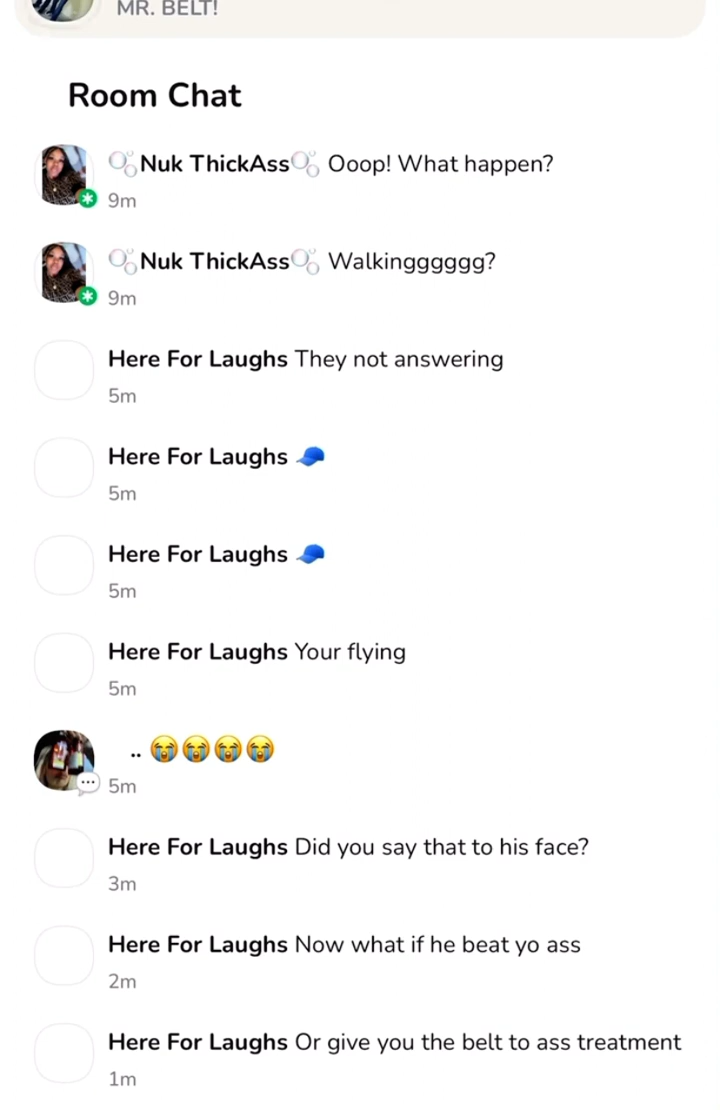 MR. BELT!
Room Chat
🫧Nuk ThickAss🫧 Ooop! What happen?
9m
🫧Nuk ThickAss🫧 Walkingggggg?
9m
Here For Laughs They not answering
5m
Here For Laughs 🧢
5m
Here For Laughs 🧢
5m
Here For Laughs Your flying
5m
.. 😭😭😭😭
5m
Here For Laughs Did you say that to his face?
3m
Here For Laughs Now what if he beat yo ass
2m
Here For Laughs Or give you the belt to ass treatment
1m